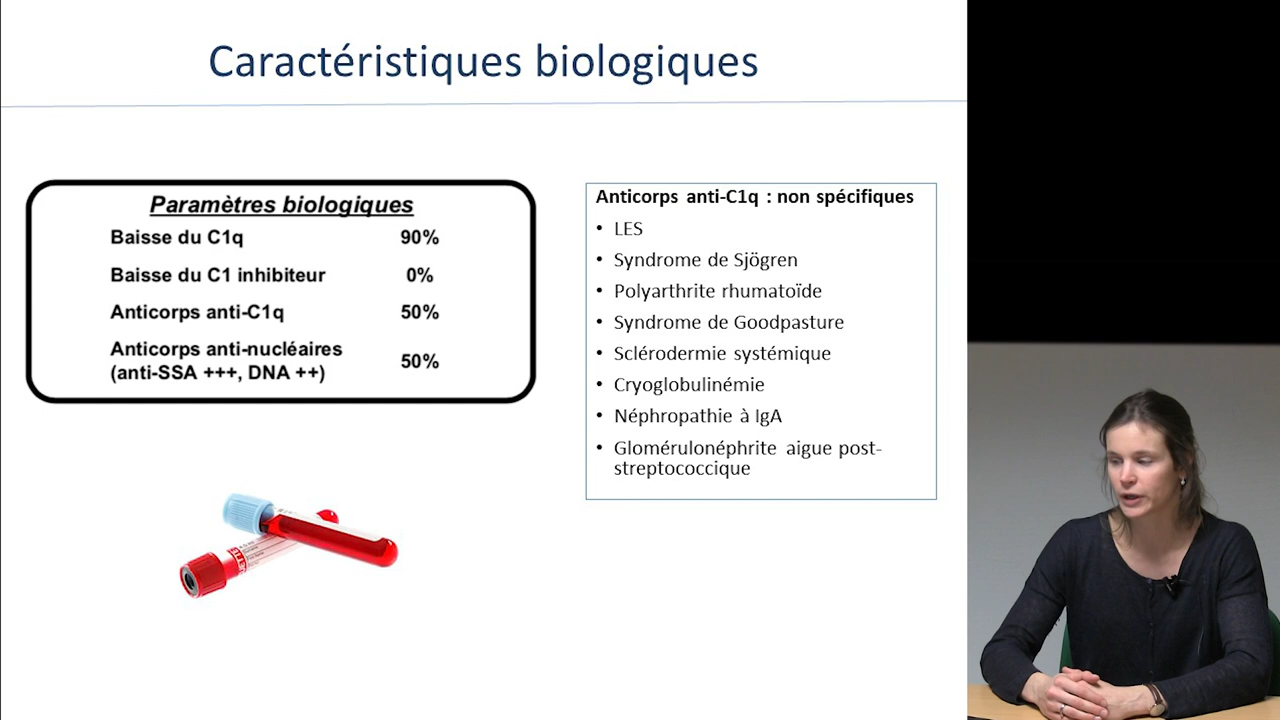 Caractéristiques biologiques
Paramètres biologiques
Baisse du C1q 90%
Baisse du C1 inhibiteur 0%
Anticorps anti-C1q 50%
Anticorps anti-nucléaires
(anti-SSA +++, DNA ++) 50%
Anticorps anti-C1q : non spécifiques
• LES
• Syndrome de Sjögren
• Polyarthrite rhumatoïde
• Syndrome de Goodpasture
• Sclérodermie systémique
• Cryoglobulinémie
• Néphropathie à IgA
• Glomérulonéphrite aigue post-
streptococcique